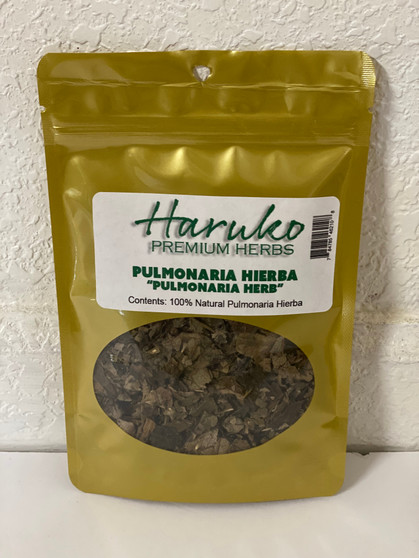 Haruko
PREMIUM HERBS
PULMONARIA HIERBA
"PULMONARIA HERB"
Contents: 100% Natural Pulmonaria Hierba